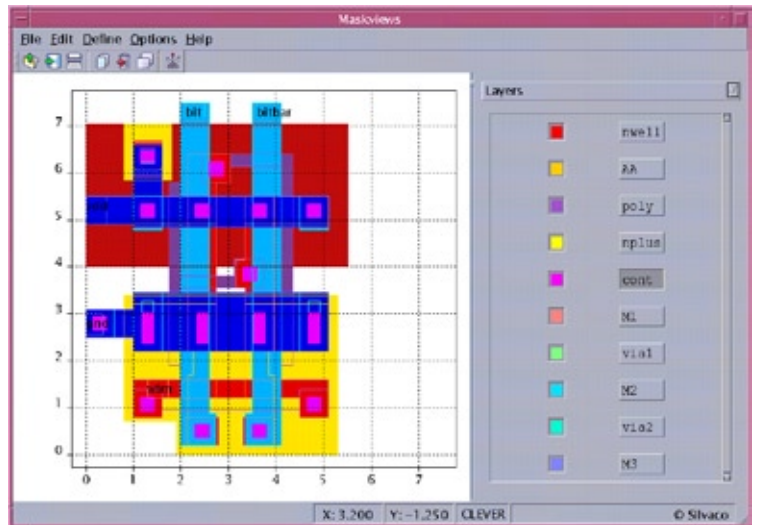 Maskviews
File Edit Define Options Help
Layers
bit bitbar
nwell
AA
poly
nplus
cont
M1
via1
M2
via2
M3
7
6
5
4
3
2
1
0
0 1 2 3 4 5 6 7
X: 3.200 Y: -1.250 CLEVER © Silvaco